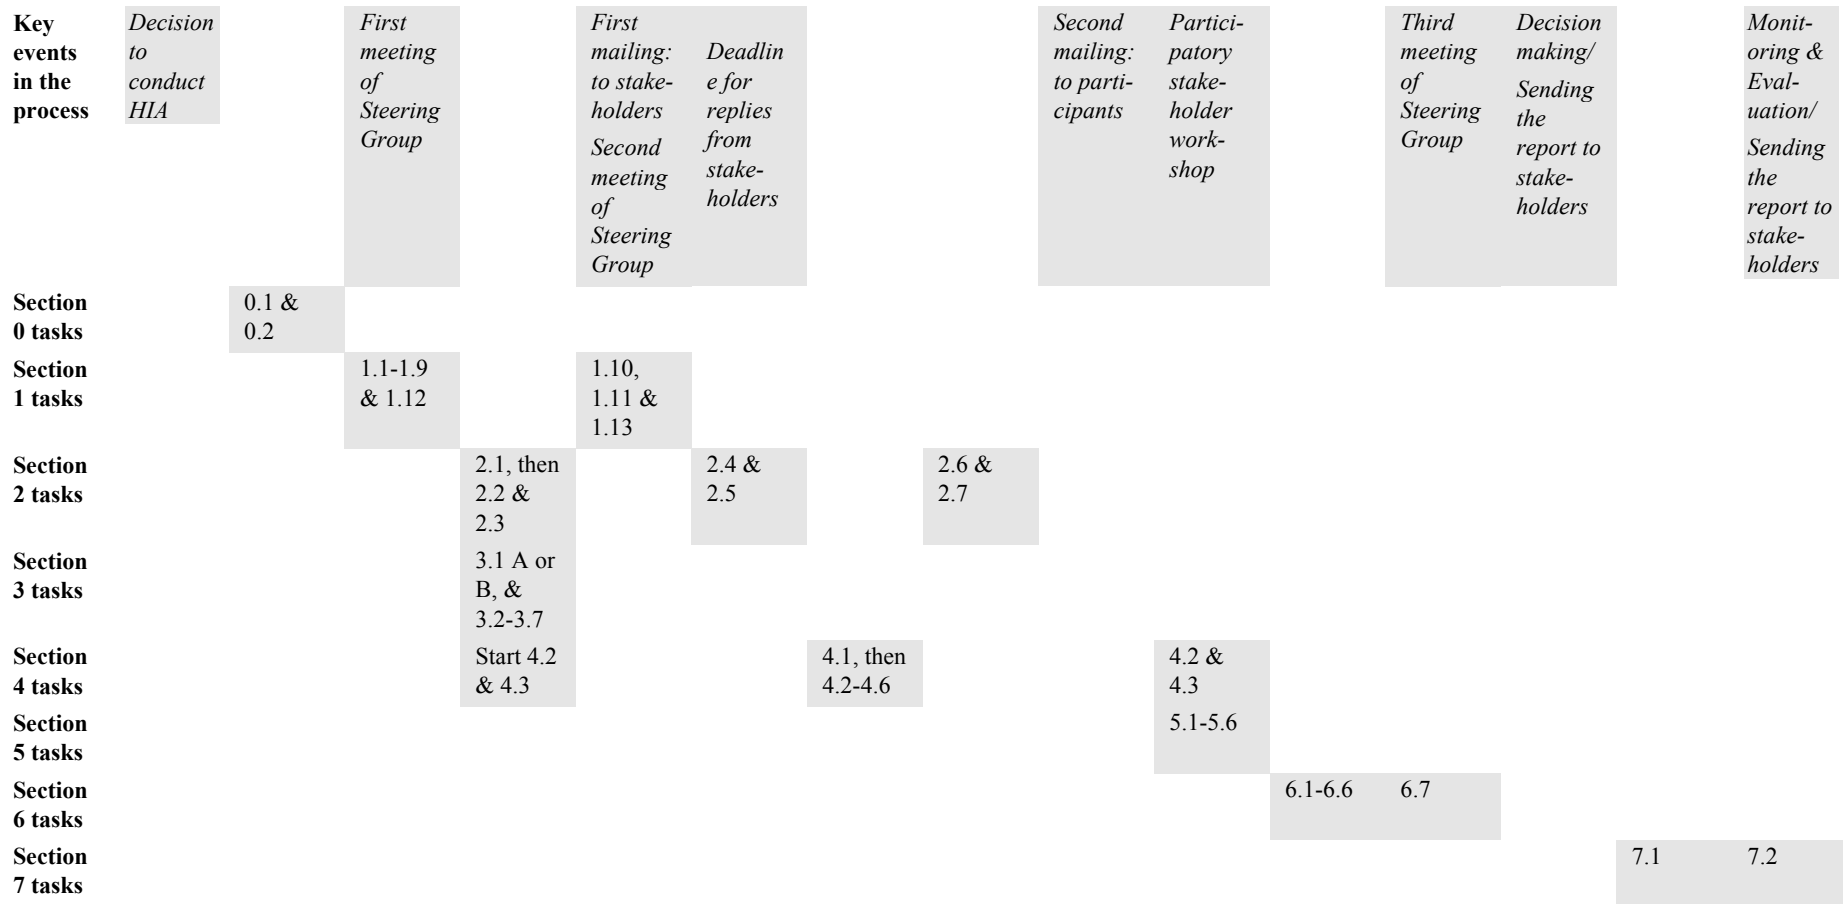 Key
events
in the
process
Decision
to
conduct
HIA
First
meeting
of
Steering
Group
First
mailing:
to stake-
holders
Second
meeting
of
Steering
Group
Deadlin
e for
replies
from
stake-
holders
Second
mailing:
to parti-
cipants
Partici-
patory
stake-
holder
work-
shop
Third
meeting
of
Steering
Group
Decision
making/
Sending
the
report to
stake-
holders
Monit-
oring &
Eval-
uation/
Sending
the
report to
stake-
holders
Section
0 tasks
0.1 &
0.2
Section
1 tasks
1.1-1.9
& 1.12
1.10,
1.11 &
1.13
Section
2 tasks
2.1, then
2.2 &
2.3
2.4 &
2.5
2.6 &
2.7
Section
3 tasks
3.1 A or
B, &
3.2-3.7
Section
4 tasks
Start 4.2
& 4.3
4.1, then
4.2-4.6
4.2 &
4.3
Section
5 tasks
5.1-5.6
Section
6 tasks
6.1-6.6
6.7
Section
7 tasks
7.1
7.2